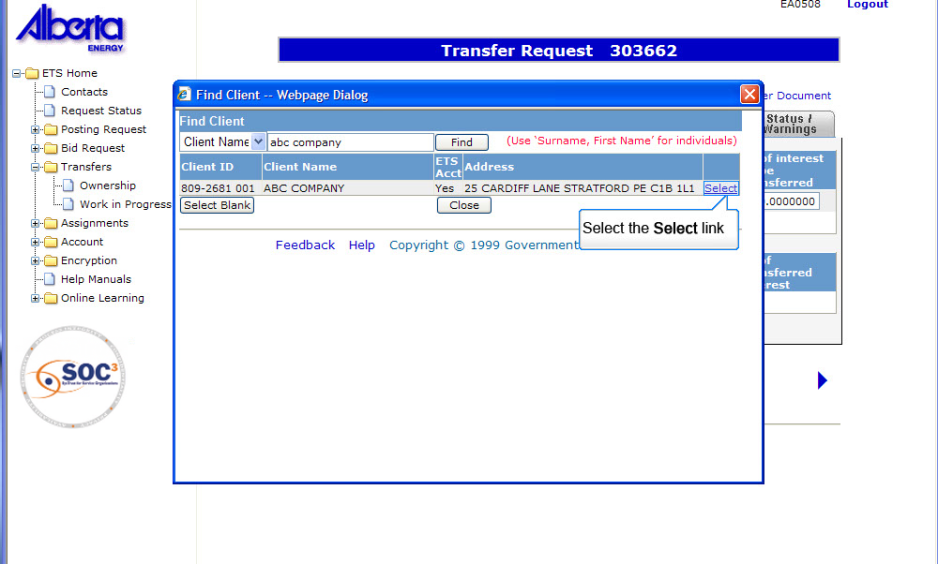 EA0508 Logout
Alberta
ENERGY
Transfer Request 303662
ETS Home
Contacts
Request Status
Posting Request
Bid Request
Transfers
Ownership
Work in Progress
Assignments
Account
Encryption
Help Manuals
Online Learning
SOC3
Find Client -- Webpage Dialog
Find Client
Client Name abc company Find (Use `Surname, First Name' for individuals)
Client ID Client Name ETS Acct Address
809-2681 001 ABC COMPANY Yes 25 CARDIFF LANE STRATFORD PE C1B 1L1 Select
Select Blank Close
Select the Select link
Feedback Help Copyright © 1999 Government
er Document
Status /
Warnings
of interest
be
nsferred
.0000000
of
nsferred
rest